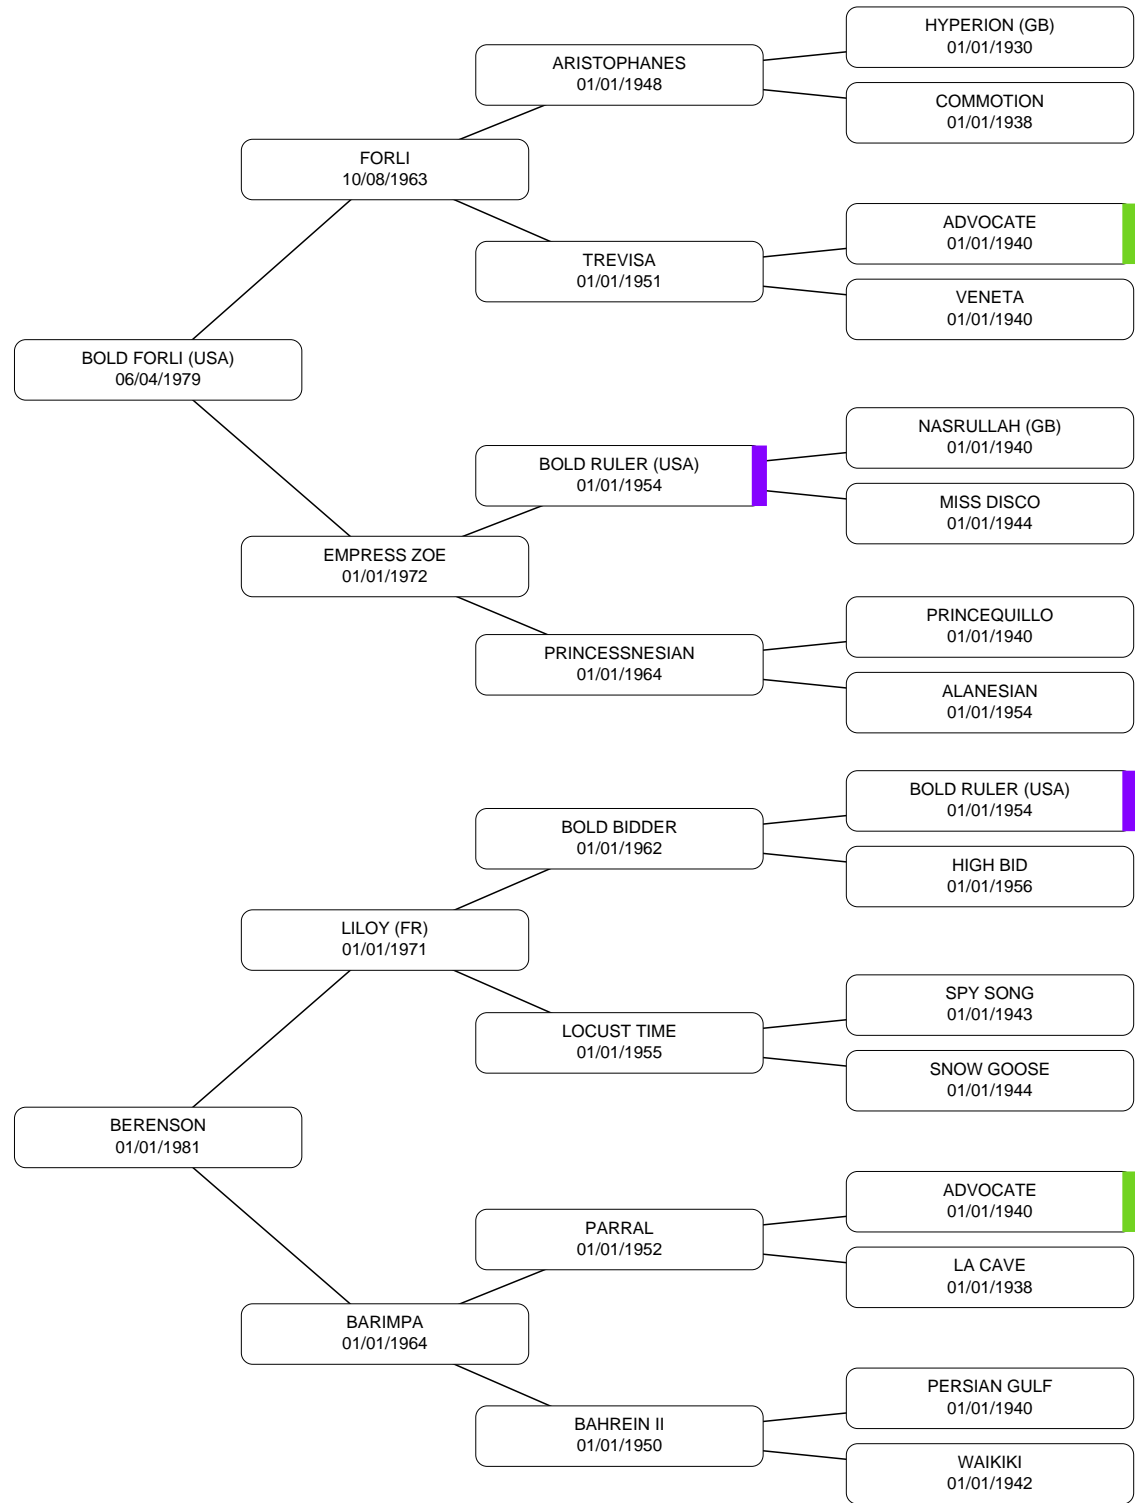 HYPERION (GB)
01/01/1930
ARISTOPHANES
01/01/1948
COMMOTION
01/01/1938
FORLI
10/08/1963
ADVOCATE
01/01/1940
TREVISA
01/01/1951
VENETA
01/01/1940
BOLD FORLI (USA)
06/04/1979
NASRULLAH (GB)
01/01/1940
BOLD RULER (USA)
01/01/1954
MISS DISCO
01/01/1944
EMPRESS ZOE
01/01/1972
PRINCEQUILLO
01/01/1940
PRINCESSNESIAN
01/01/1964
ALANESIAN
01/01/1954
BOLD RULER (USA)
01/01/1954
BOLD BIDDER
01/01/1962
HIGH BID
01/01/1956
LILOY (FR)
01/01/1971
SPY SONG
01/01/1943
LOCUST TIME
01/01/1955
SNOW GOOSE
01/01/1944
BERENSON
01/01/1981
ADVOCATE
01/01/1940
PARRAL
01/01/1952
LA CAVE
01/01/1938
BARIMPA
01/01/1964
PERSIAN GULF
01/01/1940
BAHREIN II
01/01/1950
WAIKIKI
01/01/1942